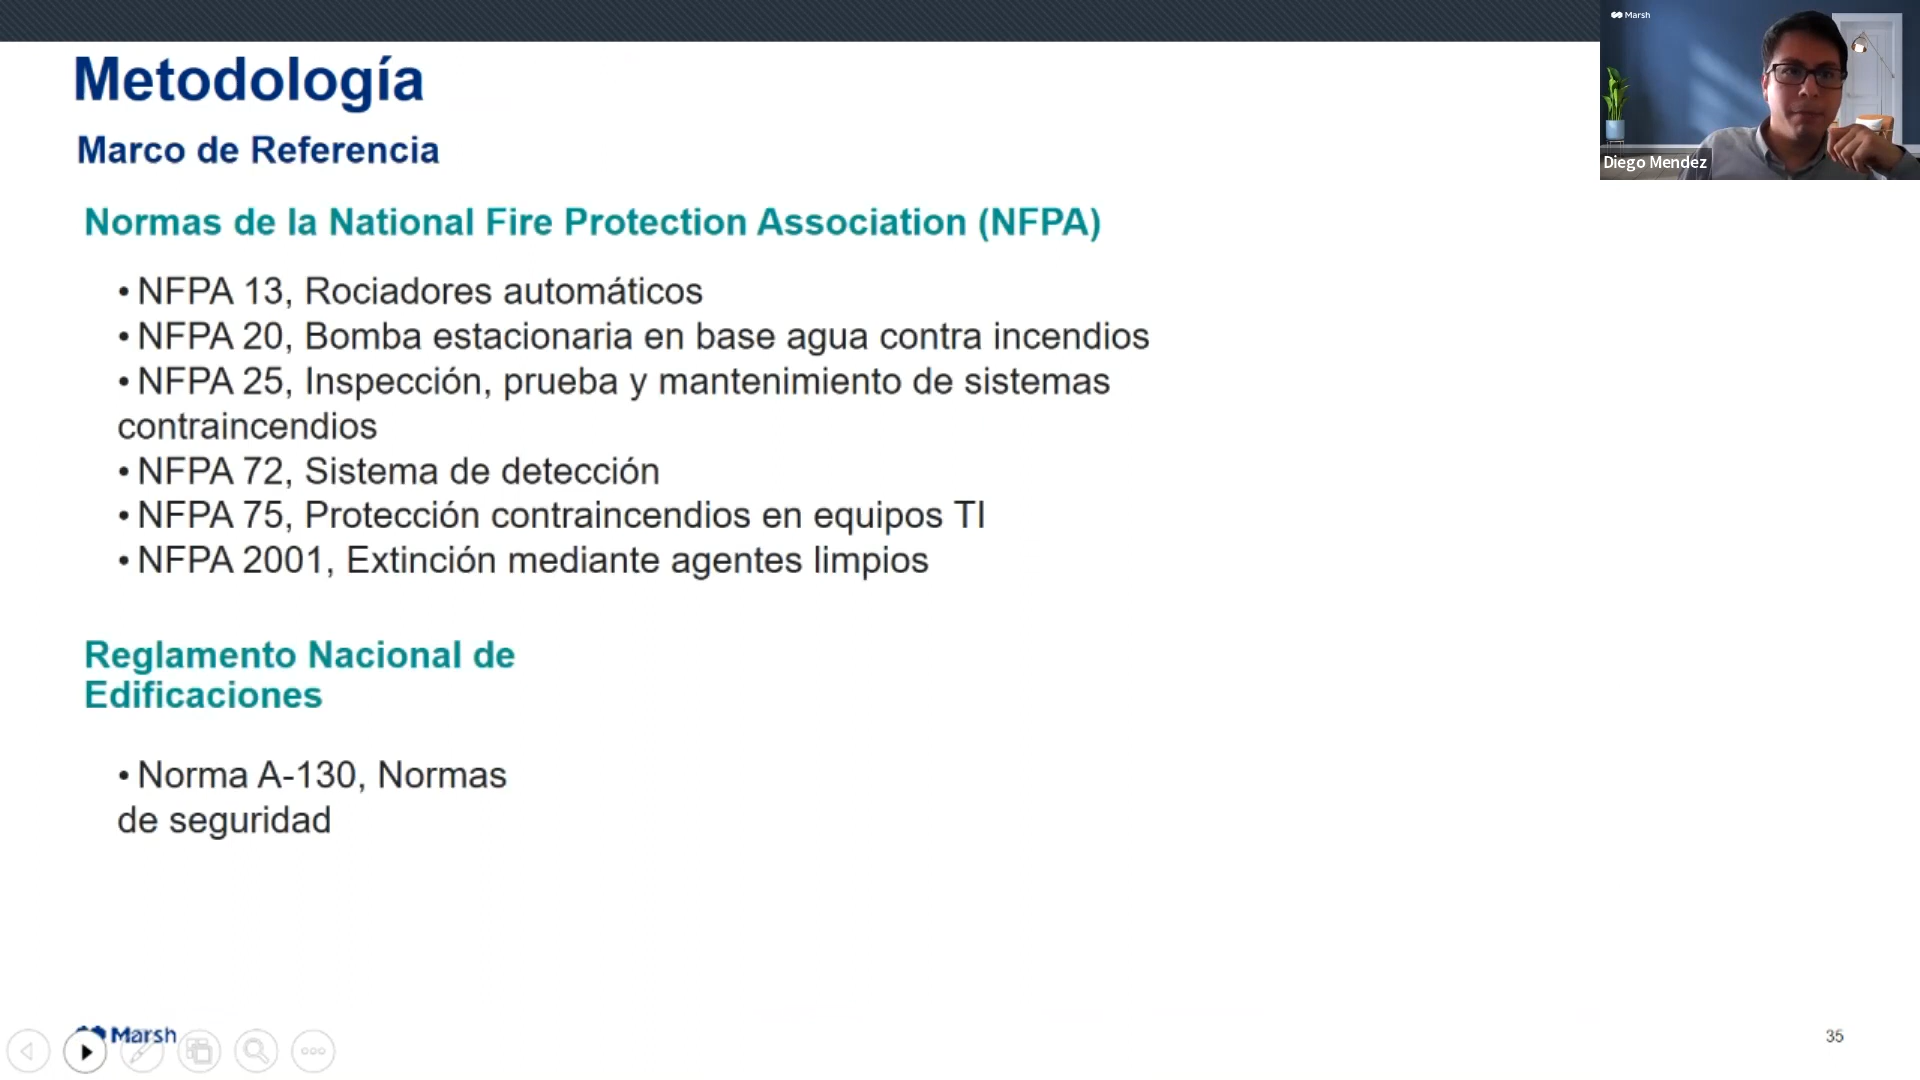 Marsh
Metodología
Marco de Referencia
Diego Mendez
Normas de la National Fire Protection Association (NFPA)
• NFPA 13, Rociadores automáticos
• NFPA 20, Bomba estacionaria en base agua contra incendios
• NFPA 25, Inspección, prueba y mantenimiento de sistemas
contraincendios
• NFPA 72, Sistema de detección
• NFPA 75, Protección contraincendios en equipos TI
• NFPA 2001, Extinción mediante agentes limpios
Reglamento Nacional de
Edificaciones
• Norma A-130, Normas
de seguridad
Marsh
35